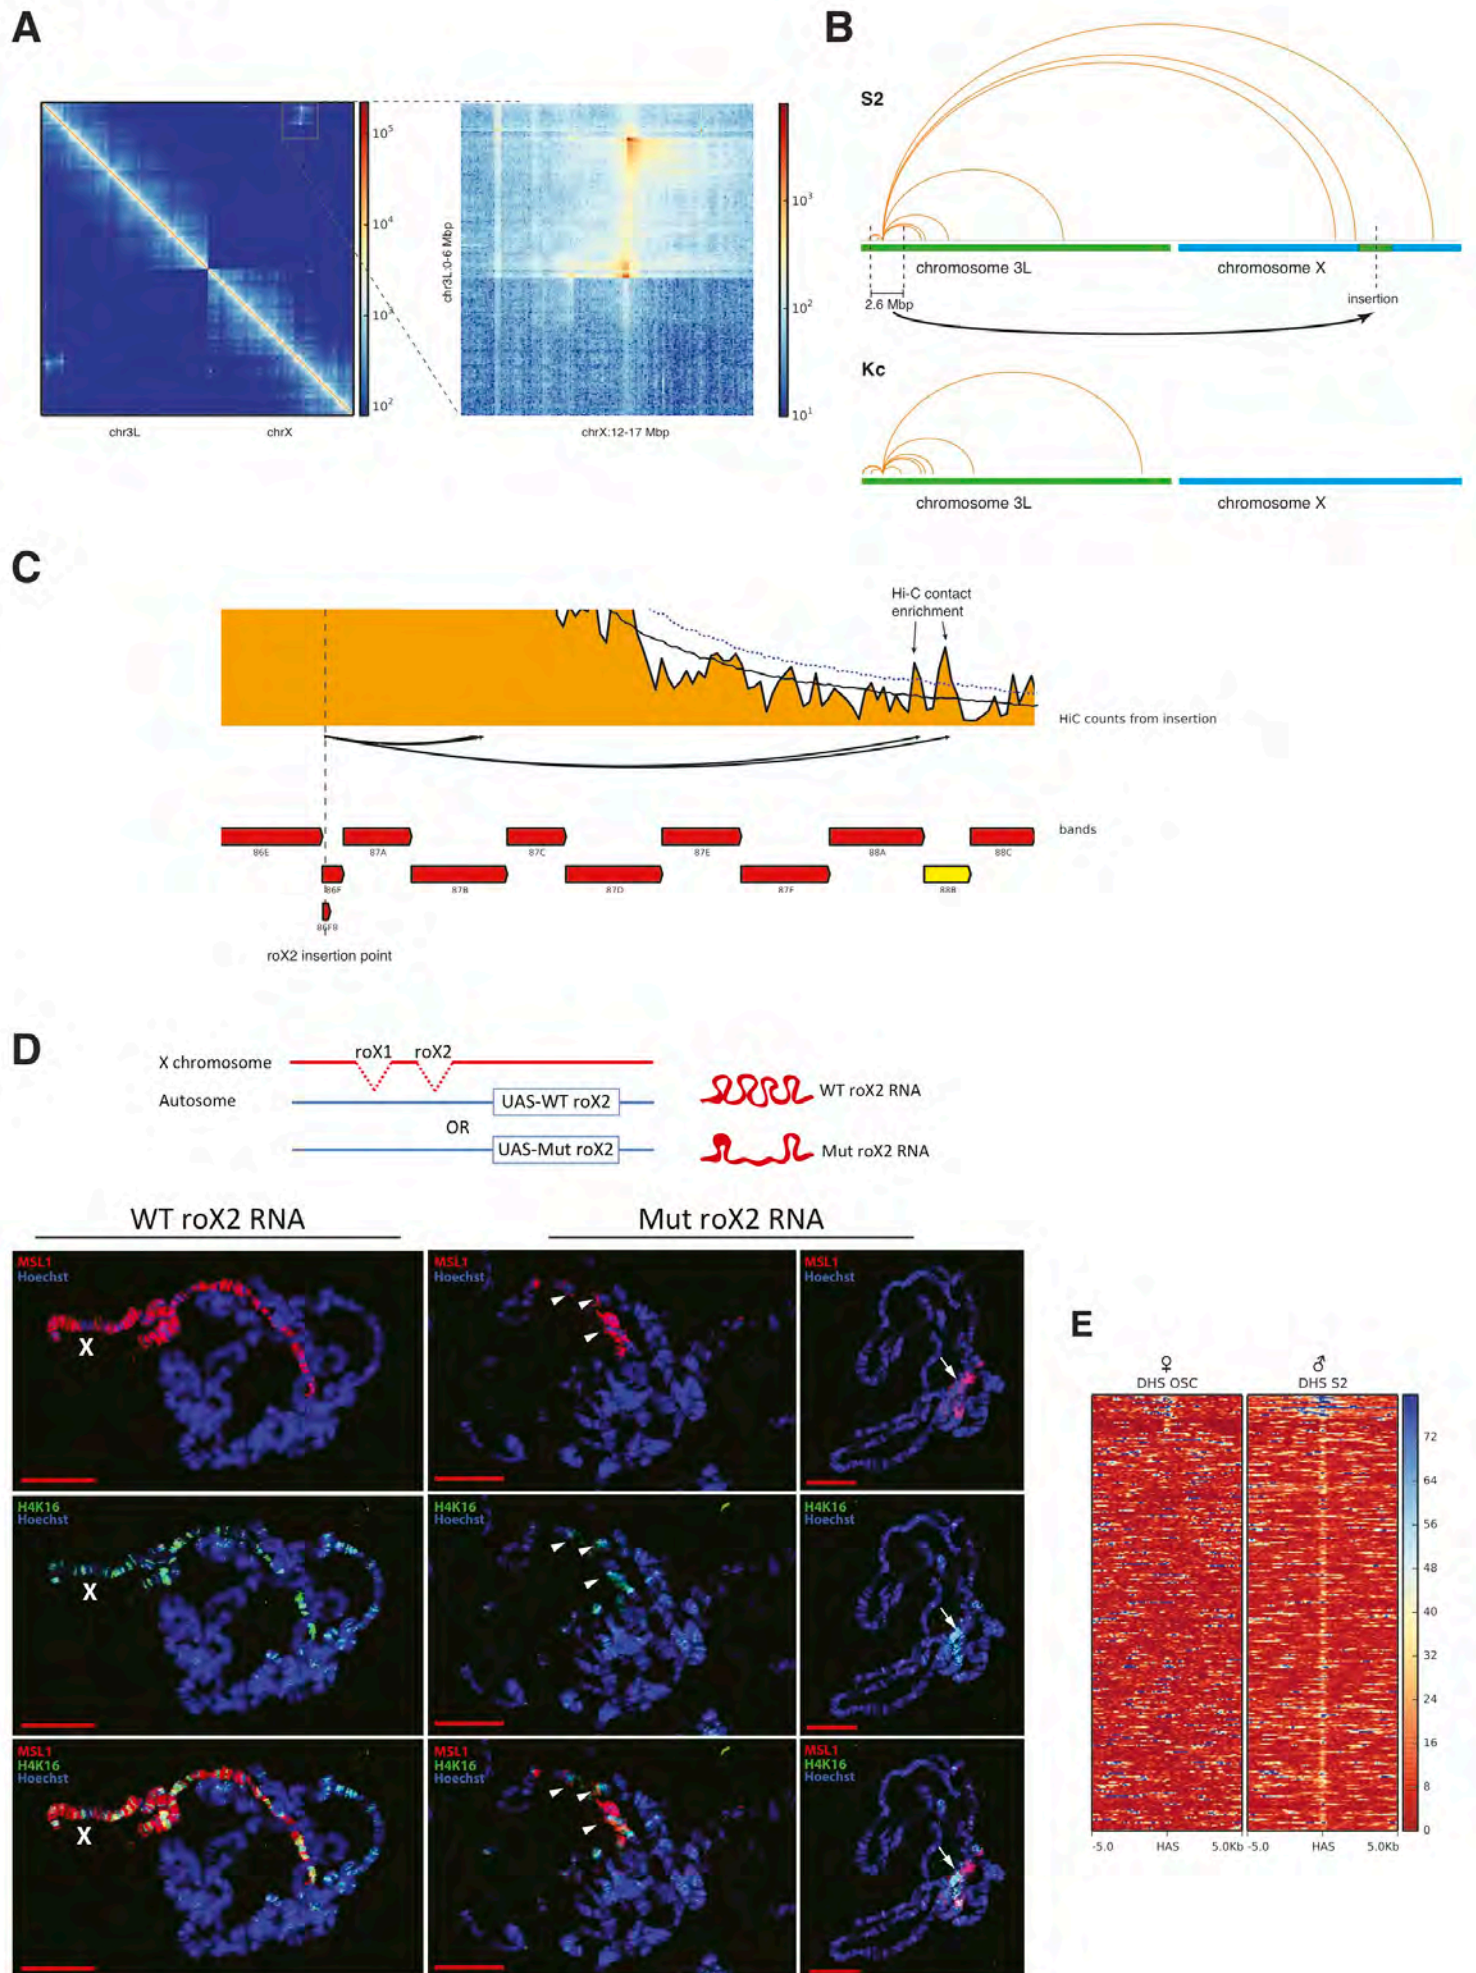 A
10⁵
10⁴
10³
10²
chr3L
chrX
chr3L:0-6 Mbp
10³
10²
10¹
chrX:12-17 Mbp
B
S2
chromosome 3L
chromosome X
2.6 Mbp
insertion
Kc
chromosome 3L
chromosome X
C
Hi-C contact
enrichment
HiC counts from insertion
bands
86E
87A
87C
87E
88A
88C
86F
87B
87D
87F
88B
86F8
roX2 insertion point
D
X chromosome
roX1
roX2
Autosome
UAS-WT roX2
OR
UAS-Mut roX2
WT roX2 RNA
Mut roX2 RNA
WT roX2 RNA
Mut roX2 RNA
MSL1
Hoechst
X
MSL1
Hoechst
MSL1
Hoechst
H4K16
Hoechst
X
H4K16
Hoechst
H4K16
Hoechst
MSL1
H4K16
Hoechst
X
MSL1
H4K16
Hoechst
MSL1
H4K16
Hoechst
E
♀
DHS OSC
♂
DHS S2
72
64
56
48
40
32
24
16
8
0
-5.0
HAS
5.0Kb
-5.0
HAS
5.0Kb